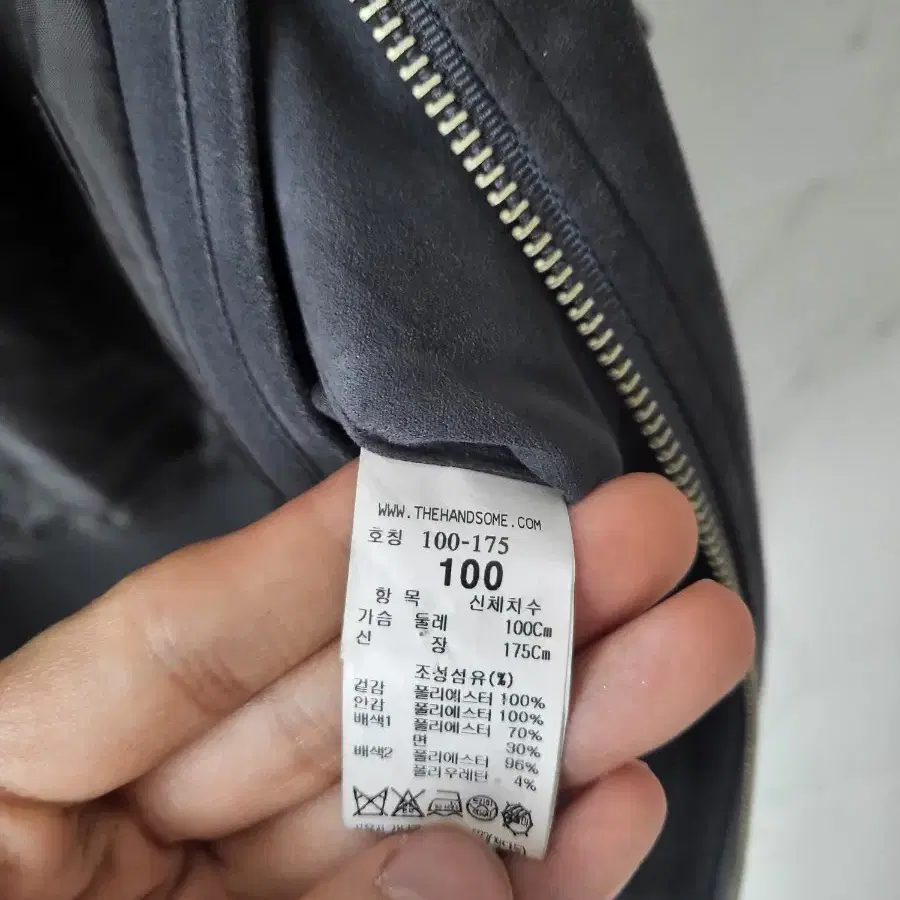 WWW.THEHANDSOME.COM
호칭 100-175
100
항 목 신체치수
가슴 둘레 100Cm
신 장 175Cm
조성섬유(%)
겉감 폴리에스터 100%
안감 폴리에스터 100%
배색1 폴리에스터 70%
면 30%
배색2 폴리에스터 96%
폴리우레탄 4%